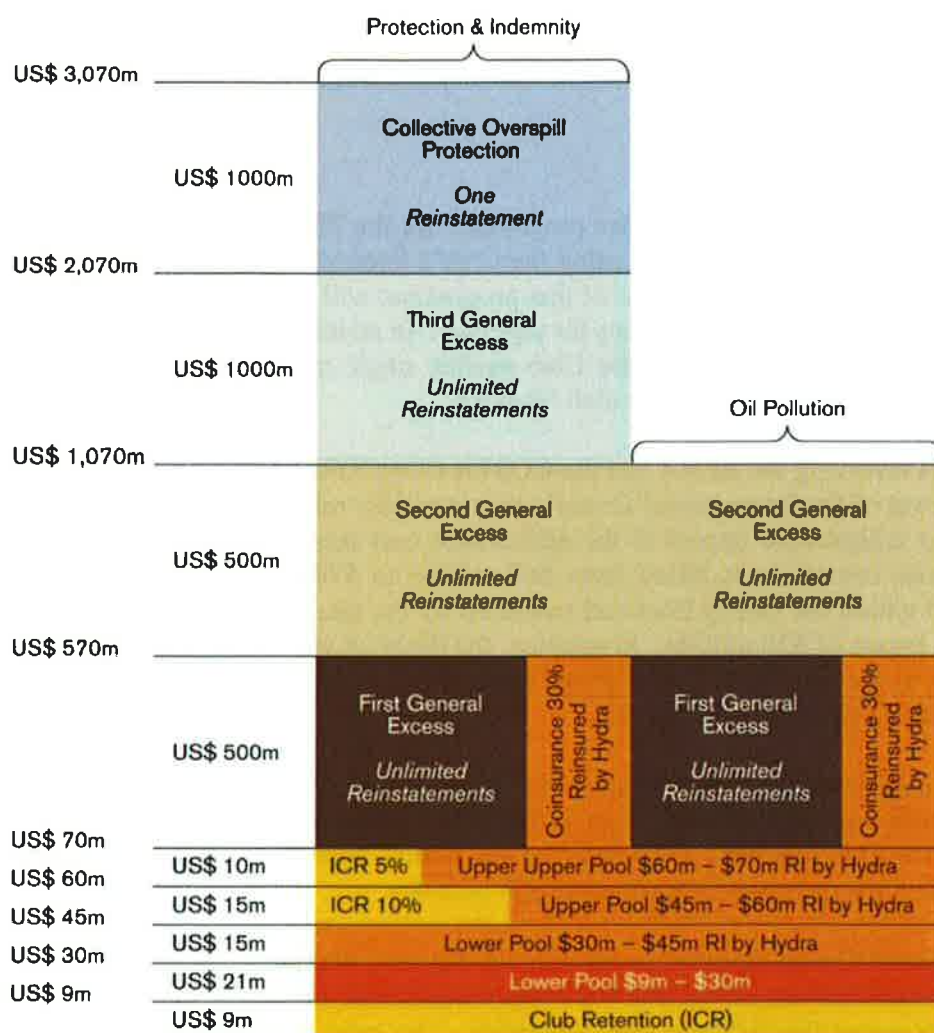 Protection & Indemnity
US$ 3,070m
Collective Overspill
Protection
One
Reinstatement
US$ 1000m
US$ 2,070m
Third General
Excess
Unlimited
Reinstatements
US$ 1000m
Oil Pollution
US$ 1,070m
Second General
Excess
Unlimited
Reinstatements
Second General
Excess
Unlimited
Reinstatements
US$ 500m
US$ 570m
First General
Excess
Unlimited
Reinstatements
Coinsurance 30%
Reinsured
by Hydra
First General
Excess
Unlimited
Reinstatements
Coinsurance 30%
Reinsured
by Hydra
US$ 500m
US$ 70m
US$ 10m
ICR 5%
Upper Upper Pool $60m – $70m RI by Hydra
US$ 60m
US$ 15m
ICR 10%
Upper Pool $45m – $60m RI by Hydra
US$ 45m
US$ 15m
Lower Pool $30m – $45m RI by Hydra
US$ 30m
US$ 21m
Lower Pool $9m – $30m
US$ 9m
US$ 9m
Club Retention (ICR)